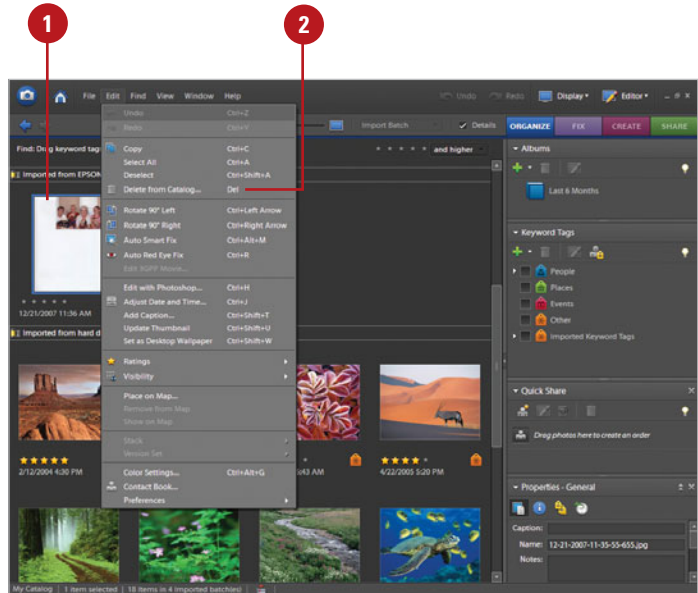 1
2
File Edit Find View Window Help
Undo Redo Display Editor
Undo Ctrl+Z
Redo Ctrl+Y
Copy Ctrl+C
Select All Ctrl+A
Deselect Ctrl+Shift+A
Delete from Catalog... Del
Rotate 90° Left Ctrl+Left Arrow
Rotate 90° Right Ctrl+Right Arrow
Auto Smart Fix Ctrl+Alt+M
Auto Red Eye Fix Ctrl+R
Edit 3GPP Movie...
Edit with Photoshop... Ctrl+H
Adjust Date and Time... Ctrl+J
Add Caption... Ctrl+Shift+T
Update Thumbnail Ctrl+Shift+U
Set as Desktop Wallpaper Ctrl+Shift+W
Ratings
Visibility
Place on Map...
Remove from Map
Show on Map
Stack
Version Set
Color Settings... Ctrl+Alt+G
Contact Book...
Preferences
Import Batch
Details
Find: Drag keyword tag
and higher
Imported from EPSON
12/21/2007 11:36 AM
Imported from hard d
2/12/2004 4:30 PM
:43 AM
4/22/2005 5:20 PM
ORGANIZE FIX CREATE SHARE
Albums
Last 6 Months
Keyword Tags
People
Places
Events
Other
Imported Keyword Tags
Quick Share
Drag photos here to create an order
Properties - General
Caption:
Name: 12-21-2007-11-35-55-655.jpg
Notes:
My Catalog 1 item selected 18 items in 4 imported batch(es)